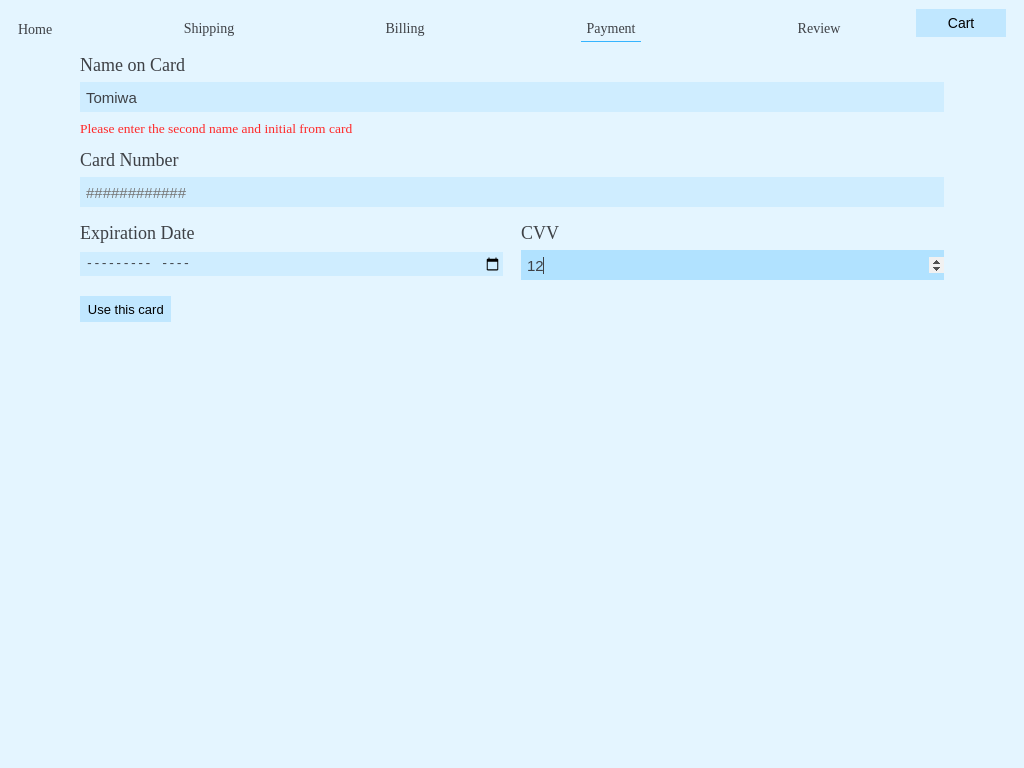 Home Shipping Billing Payment Review Cart
Name on Card
Tomiwa
Please enter the second name and initial from card
Card Number
############
Expiration Date CVV
--------- ---- 12
Use this card